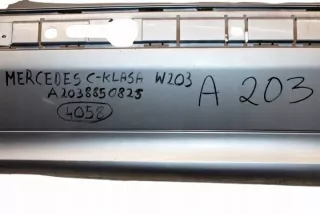 MERCEDES C-KLASA W203
A2038850825
4058
A 203